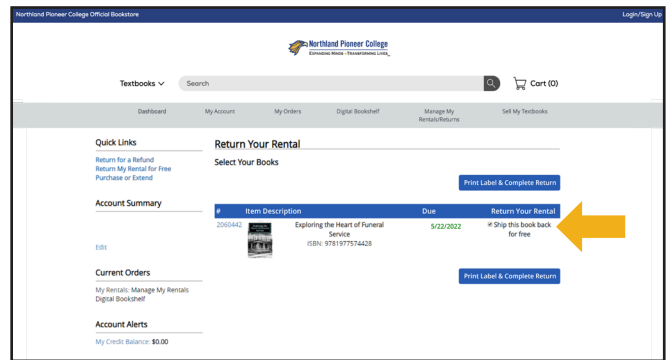 Northland Pioneer College Official Bookstore
Login/Sign Up
Northland Pioneer College
Expanding Minds • Transforming Lives
Textbooks
Search
Cart (0)
Dashboard
My Account
My Orders
Digital Bookshelf
Manage My
Rentals/Returns
Sell My Textbooks
Quick Links
Return for a Refund
Return My Rental for Free
Purchase or Extend
Account Summary
Edit
Current Orders
My Rentals: Manage My Rentals
Digital Bookshelf
Account Alerts
My Credit Balance: $0.00
Return Your Rental
Select Your Books
Print Label & Complete Return
# Item Description Due Return Your Rental
2060442 Exploring the Heart of Funeral 5/22/2022 Ship this book back
Service for free
ISBN: 9781977574428
Print Label & Complete Return